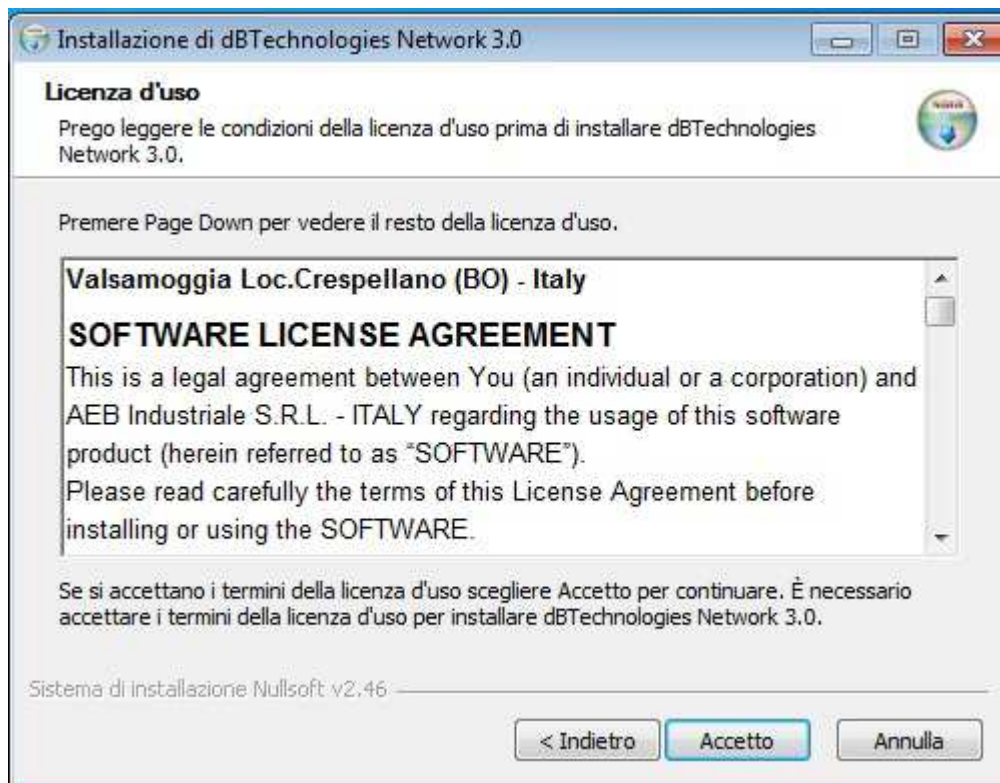 Installazione di dBTechnologies Network 3.0
Licenza d'uso
Prego leggere le condizioni della licenza d'uso prima di installare dBTechnologies
Network 3.0.
Premere Page Down per vedere il resto della licenza d'uso.
Valsamoggia Loc.Crespellano (BO) - Italy
SOFTWARE LICENSE AGREEMENT
This is a legal agreement between You (an individual or a corporation) and
AEB Industriale S.R.L. - ITALY regarding the usage of this software
product (herein referred to as “SOFTWARE”).
Please read carefully the terms of this License Agreement before
installing or using the SOFTWARE.
Se si accettano i termini della licenza d'uso scegliere Accetto per continuare. È necessario
accettare i termini della licenza d'uso per installare dBTechnologies Network 3.0.
Sistema di installazione Nullsoft v2.46
< Indietro
Accetto
Annulla